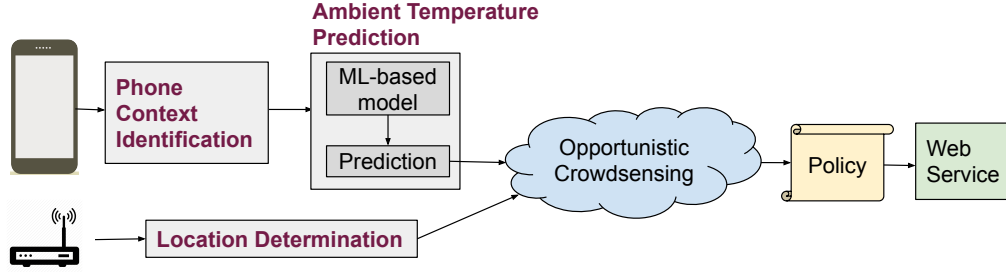 Ambient Temperature
Prediction
Phone
Context
Identification
ML-based
model
Prediction
Opportunistic
Crowdsensing
Policy
Web
Service
Location Determination